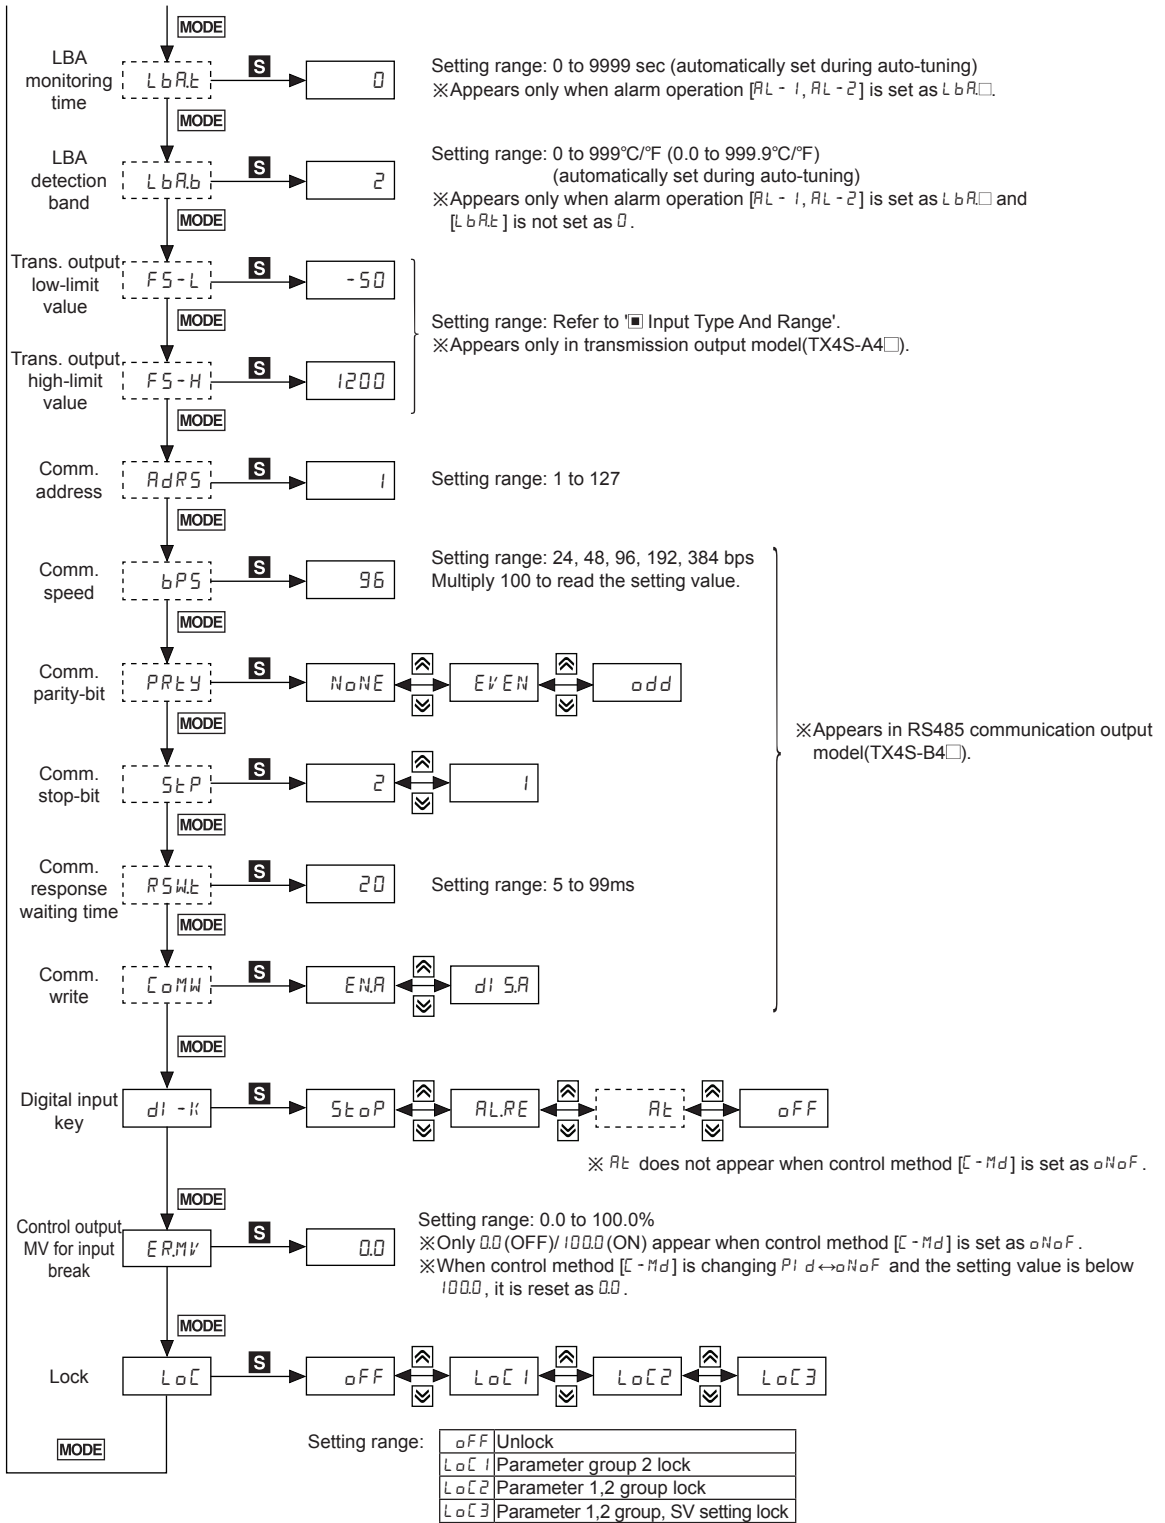 MODE
LBA
monitoring
time
LbA.t
S
0
Setting range: 0 to 9999 sec (automatically set during auto-tuning)
※Appears only when alarm operation [AL-1, AL-2] is set as LbA.□.
MODE
LBA
detection
band
LbA.b
S
2
Setting range: 0 to 999°C/°F (0.0 to 999.9°C/°F)
(automatically set during auto-tuning)
※Appears only when alarm operation [AL-1, AL-2] is set as LbA.□ and
[LbA.t] is not set as 0.
MODE
Trans. output
low-limit
value
FS-L
S
-50
MODE
Setting range: Refer to '▣ Input Type And Range'.
※Appears only in transmission output model(TX4S-A4□).
Trans. output
high-limit
value
FS-H
S
1200
MODE
Comm.
address
AdRS
S
1
Setting range: 1 to 127
MODE
Comm.
speed
bPS
S
96
Setting range: 24, 48, 96, 192, 384 bps
Multiply 100 to read the setting value.
MODE
Comm.
parity-bit
PRtY
S
NoNE
EVEN
odd
MODE
※Appears in RS485 communication output
model(TX4S-B4□).
Comm.
stop-bit
StP
S
2
1
MODE
Comm.
response
waiting time
RSW.t
S
20
Setting range: 5 to 99ms
MODE
Comm.
write
CoMW
S
EN.A
dIS.A
MODE
Digital input
key
dI-K
S
StoP
AL.RE
At
oFF
※ At does not appear when control method [C-Md] is set as oNoF.
MODE
Control output
MV for input
break
ER.MV
S
0.0
Setting range: 0.0 to 100.0%
※Only 0.0 (OFF)/100.0 (ON) appear when control method [C-Md] is set as oNoF.
※When control method [C-Md] is changing PId↔oNoF and the setting value is below
100.0, it is reset as 0.0.
MODE
Lock
LoC
S
oFF
LoC1
LoC2
LoC3
MODE
Setting range:
oFF Unlock
LoC1 Parameter group 2 lock
LoC2 Parameter 1,2 group lock
LoC3 Parameter 1,2 group, SV setting lock